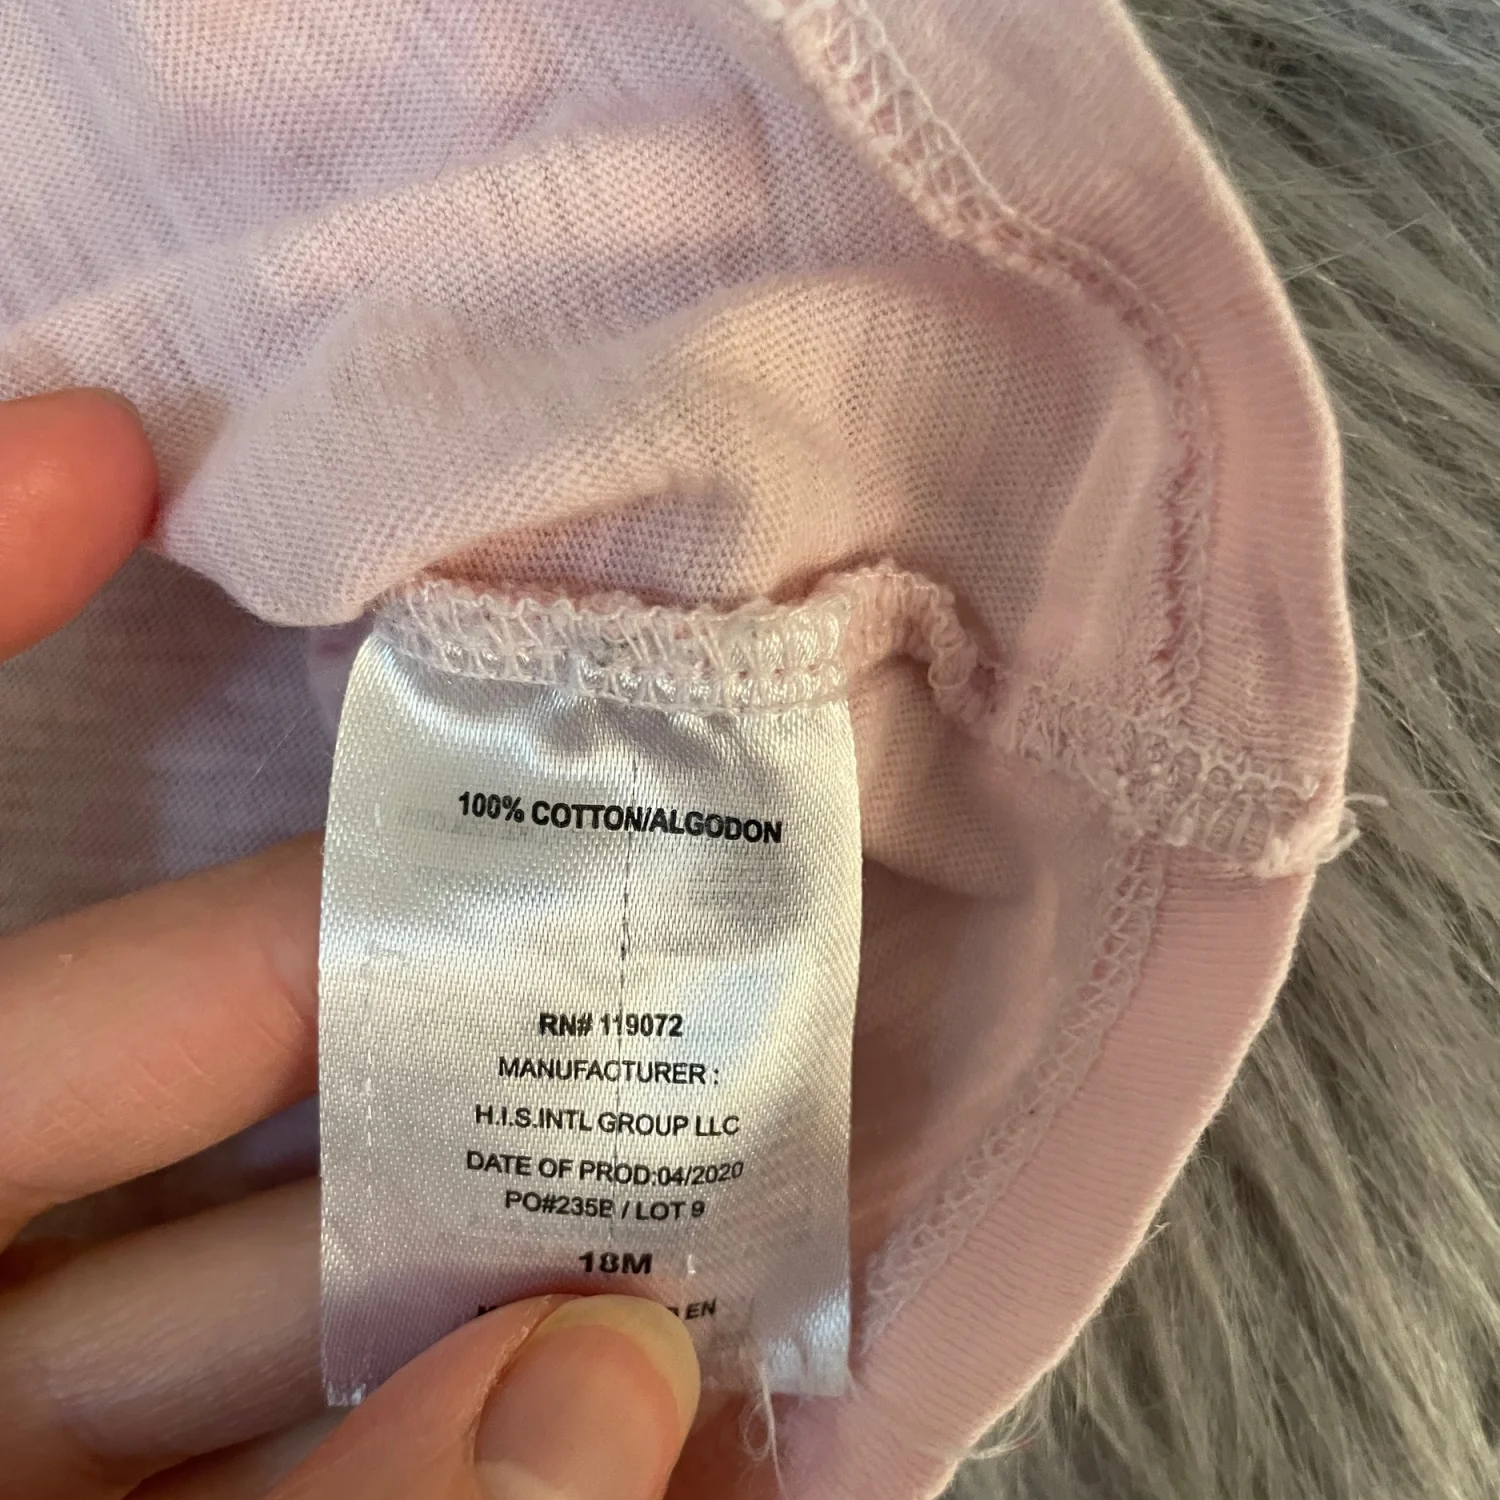 100% COTTON/ALGODON
RN# 119072
MANUFACTURER :
H.I.S.INTL GROUP LLC
DATE OF PROD:04/2020
PO#235B / LOT 9
18M
EN